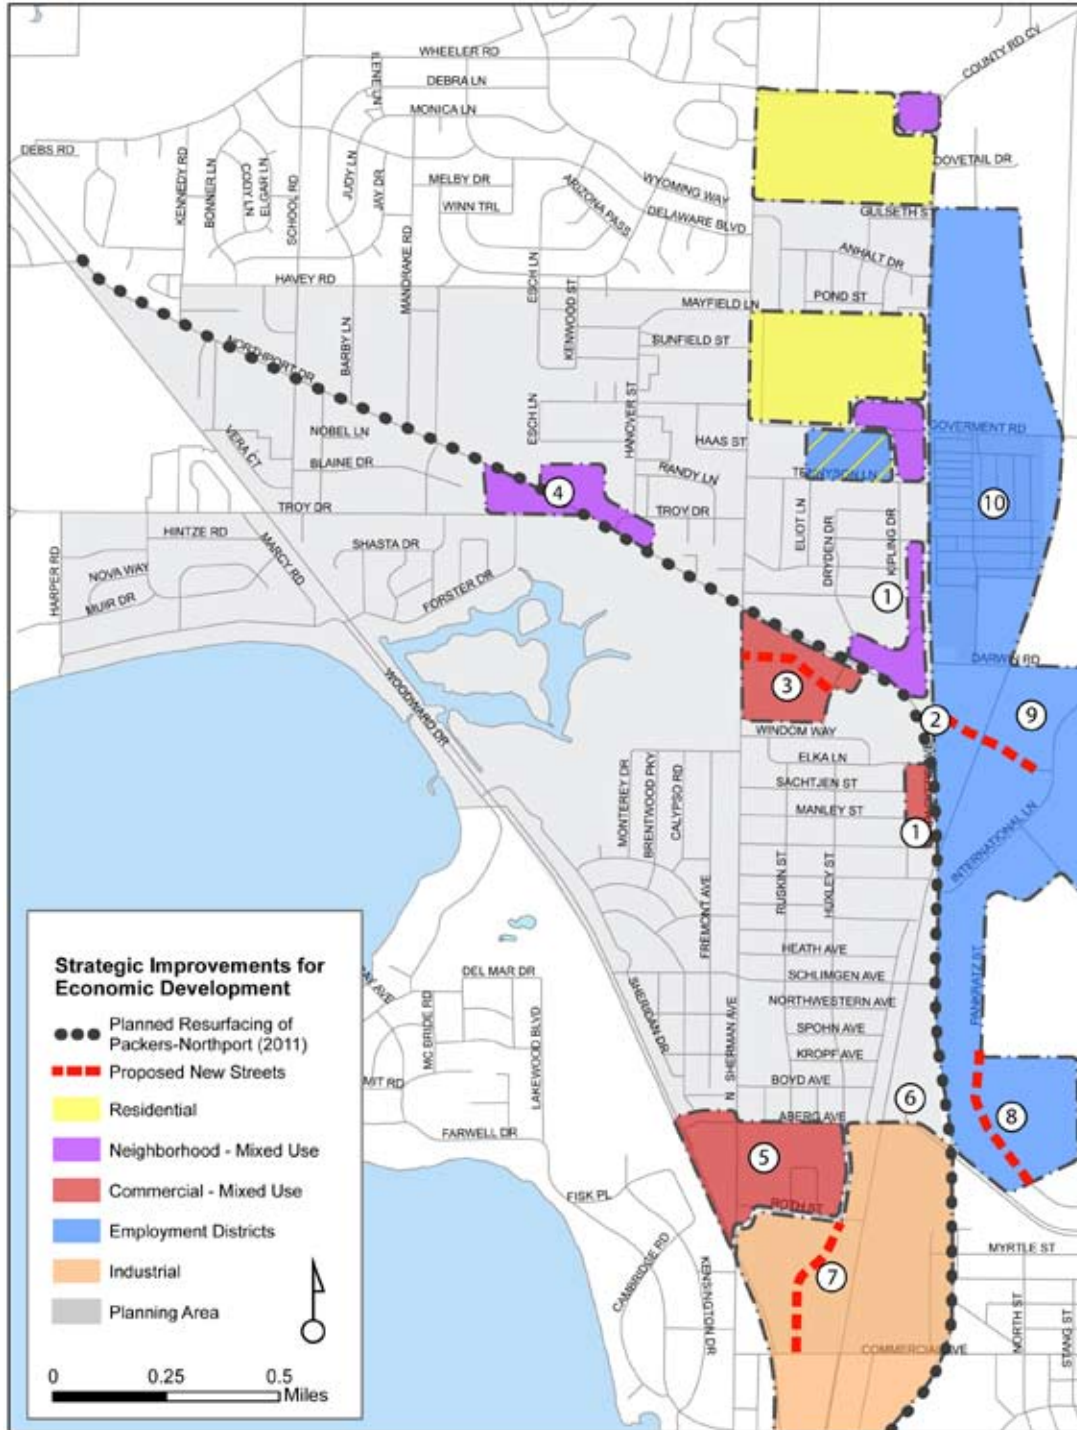 WHEELER RD
COUNTY RD CV
ILENE LN
DEBRA LN
MONICA LN
DEBS RD
KENNEDY RD
BONNER LN
CODY LN
ELGAR LN
SCHOOL RD
JUDY LN
JAY DR
MELBY DR
WINN TRL
ARIZONA PASS
WYOMING WAY
DELAWARE BLVD
DOVETAIL DR
GULSETH S
ANHALT DR
MANDRAKE RD
HAVEY RD
ESCH LN
KENWOOD ST
MAYFIELD LN
POND ST
SUNFIELD ST
NORTHPORT DR
BARBY LN
ESCH LN
HANOVER ST
HAAS ST
GOVERMENT RD
VERA CT
NOBEL LN
BLAINE DR
RANDY LN
TENNYSON LN
4
10
TROY DR
TROY DR
ELIOT LN
DRYDEN DR
KIPLING DR
HARPER RD
HINTZE RD
NOVA WAY
MUIR DR
MARCY RD
SHASTA DR
FORSTER DR
1
DARWIN RD
WOODWARD DR
3
2
9
WINDOM WAY
ELKA LN
SACHTJEN ST
MANLEY ST
1
MONTEREY DR
BRENTWOOD PKY
CALYPSO RD
INTERNATIONAL LN
FREMONT AVE
RUSKIN ST
HUXLEY ST
HEATH AVE
SCHLIMGEN AVE
NORTHWESTERN AVE
SPOHN AVE
KROPF AVE
BOYD AVE
ABERG AVE
PANKRATZ ST
DEL MAR DR
MC BRIDE RD
LAKEWOOD BLVD
SHERIDAN DR
N SHERMAN AVE
FARWELL DR
6
8
5
FISK PL
ROTH ST
CAMBRIDGE RD
KENSINGTON DR
7
MYRTLE ST
NORTH ST
STANG ST
COMMERCIAL AVE
Strategic Improvements for
Economic Development
Planned Resurfacing of
Packers-Northport (2011)
Proposed New Streets
Residential
Neighborhood - Mixed Use
Commercial - Mixed Use
Employment Districts
Industrial
Planning Area
0 0.25 0.5
Miles